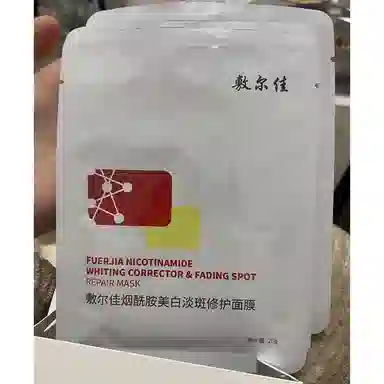 敷尔佳
FUERJIA NICOTINAMIDE
WHITING CORRECTOR & FADING SPOT
REPAIR MASK
敷尔佳烟酰胺美白淡斑修护面膜